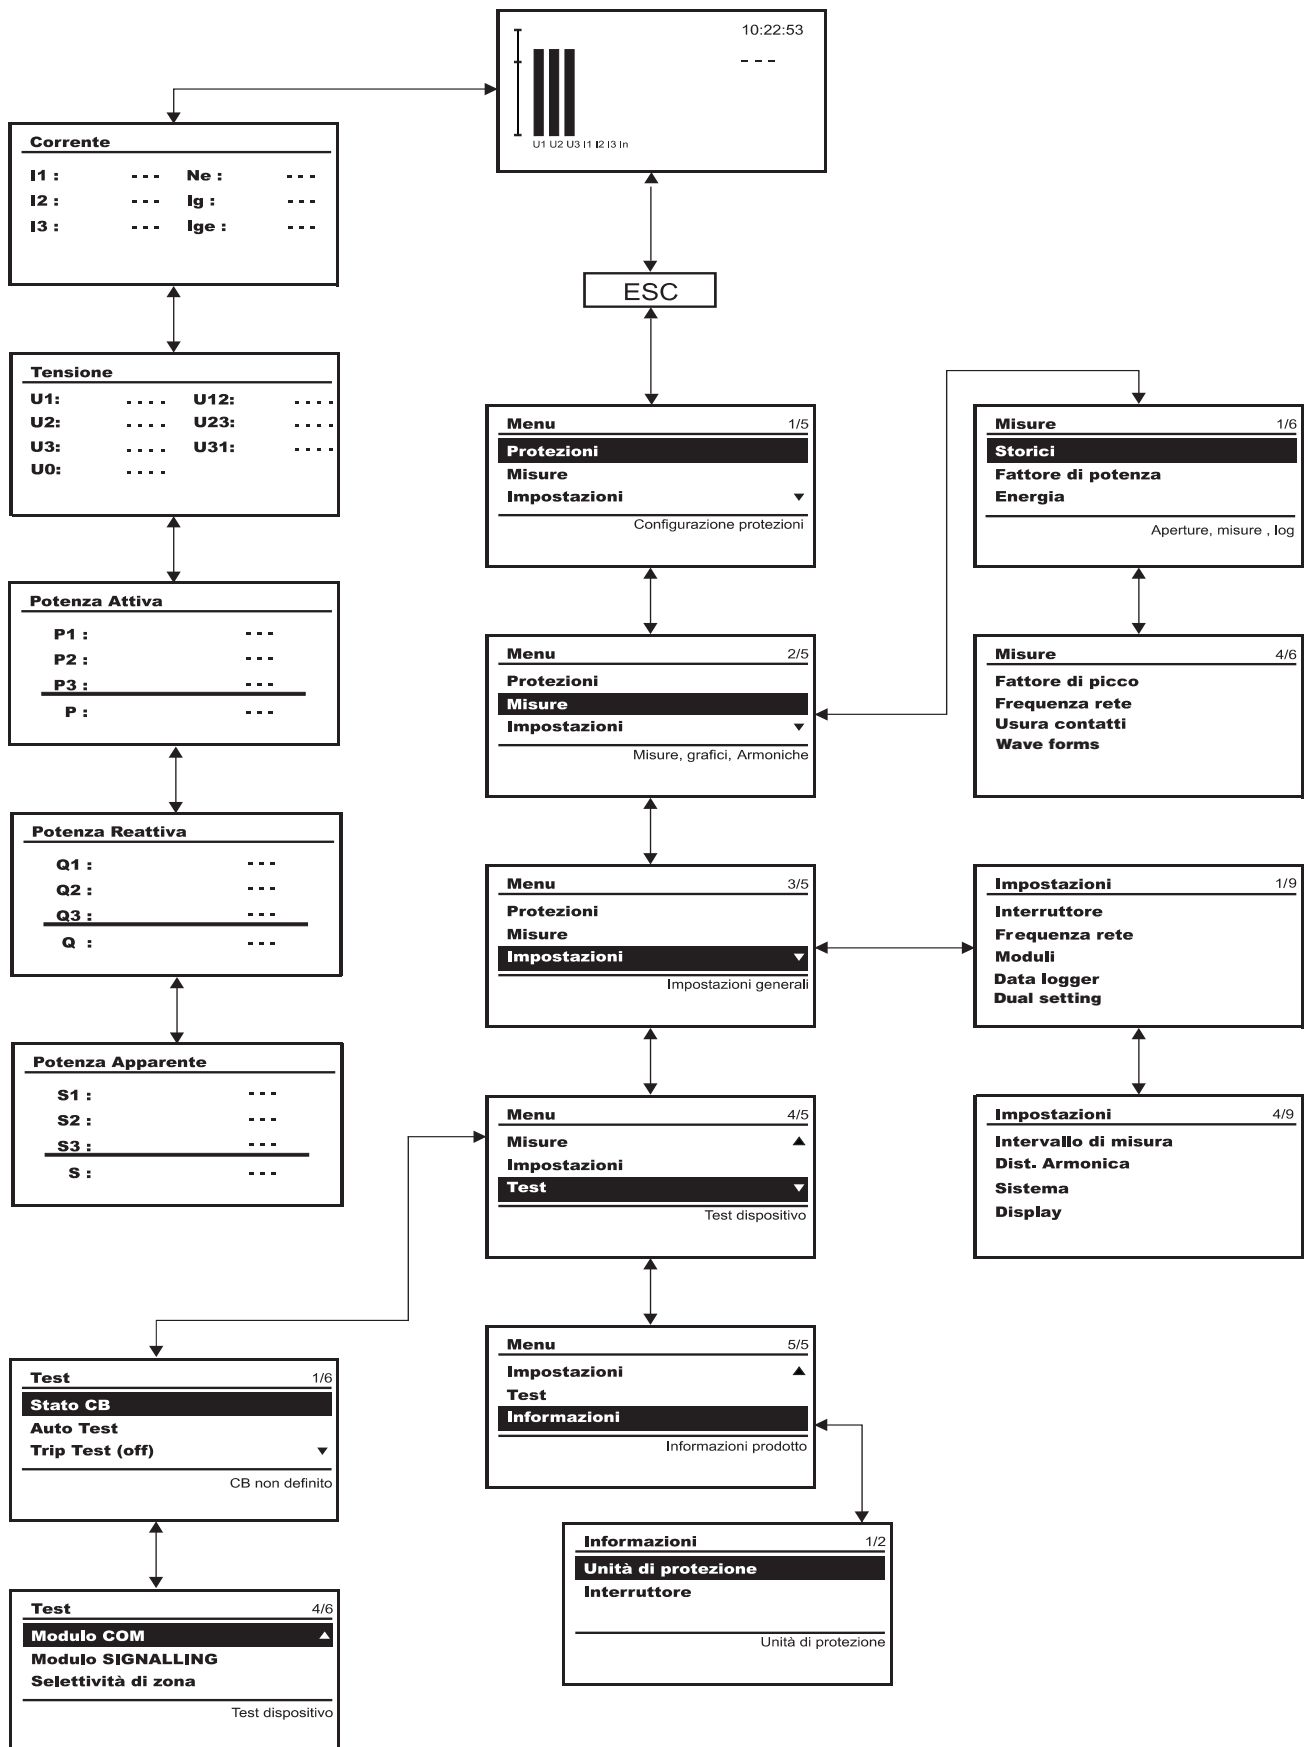 10:22:53
- - -
U1 U2 U3 I1 I2 I3 In
Corrente
I1 : - - - Ne : - - -
I2 : - - - Ig : - - -
I3 : - - - Ige : - - -
ESC
Tensione
U1: - - - - U12: - - - -
U2: - - - - U23: - - - -
U3: - - - - U31: - - - -
U0: - - - -
Potenza Attiva
P1 : - - -
P2 : - - -
P3 :
P : - - -
Potenza Reattiva
Q1 : - - -
Q2 : - - -
Q3 : - - -
Q : - - -
Potenza Apparente
S1 : - - -
S2 : - - -
S3 : - - -
S : - - -
Menu 1/5
Protezioni
Misure
Impostazioni ▼
Configurazione protezioni
Misure 1/6
Storici
Fattore di potenza
Energia
Aperture, misure , log
Menu 2/5
Protezioni
Misure
Impostazioni ▼
Misure, grafici, Armoniche
Misure 4/6
Fattore di picco
Frequenza rete
Usura contatti
Wave forms
Menu 3/5
Protezioni
Misure
Impostazioni ▼
Impostazioni generali
Impostazioni 1/9
Interruttore
Frequenza rete
Moduli
Data logger
Dual setting
Menu 4/5
Misure ▲
Impostazioni
Test ▼
Test dispositivo
Impostazioni 4/9
Intervallo di misura
Dist. Armonica
Sistema
Display
Menu 5/5
Impostazioni ▲
Test
Informazioni
Informazioni prodotto
Test 1/6
Stato CB
Auto Test
Trip Test (off) ▼
CB non definito
Informazioni 1/2
Unità di protezione
Interruttore
Unità di protezione
Test 4/6
Modulo COM ▲
Modulo SIGNALLING
Selettività di zona
Test dispositivo